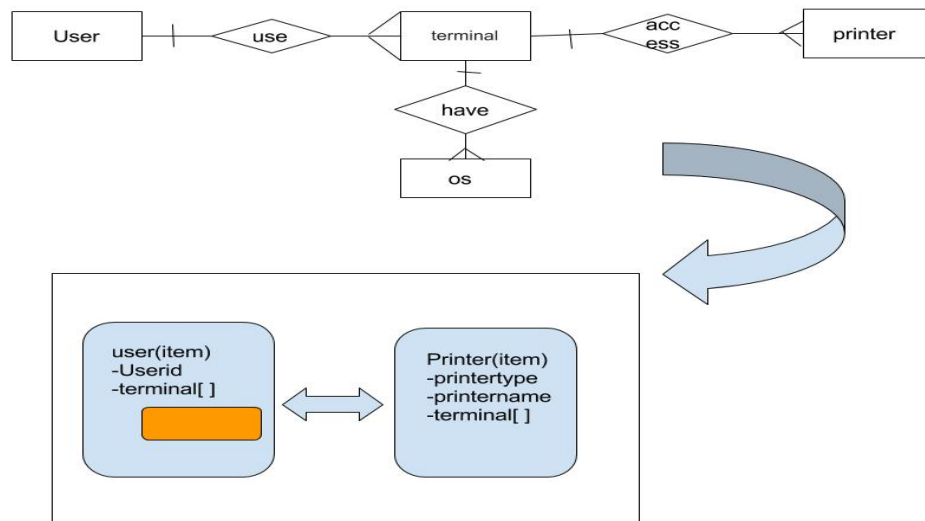 User
use
terminal
acc
ess
printer
have
os
user(item)
-Userid
-terminal[ ]
Printer(item)
-printertype
-printername
-terminal[ ]